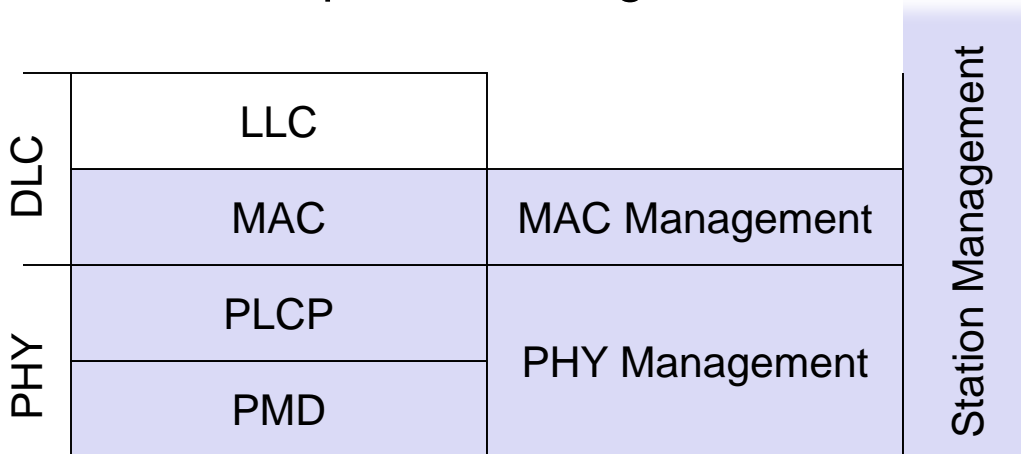 DLC
LLC
MAC
MAC Management
PHY
PLCP
PMD
PHY Management
Station Management